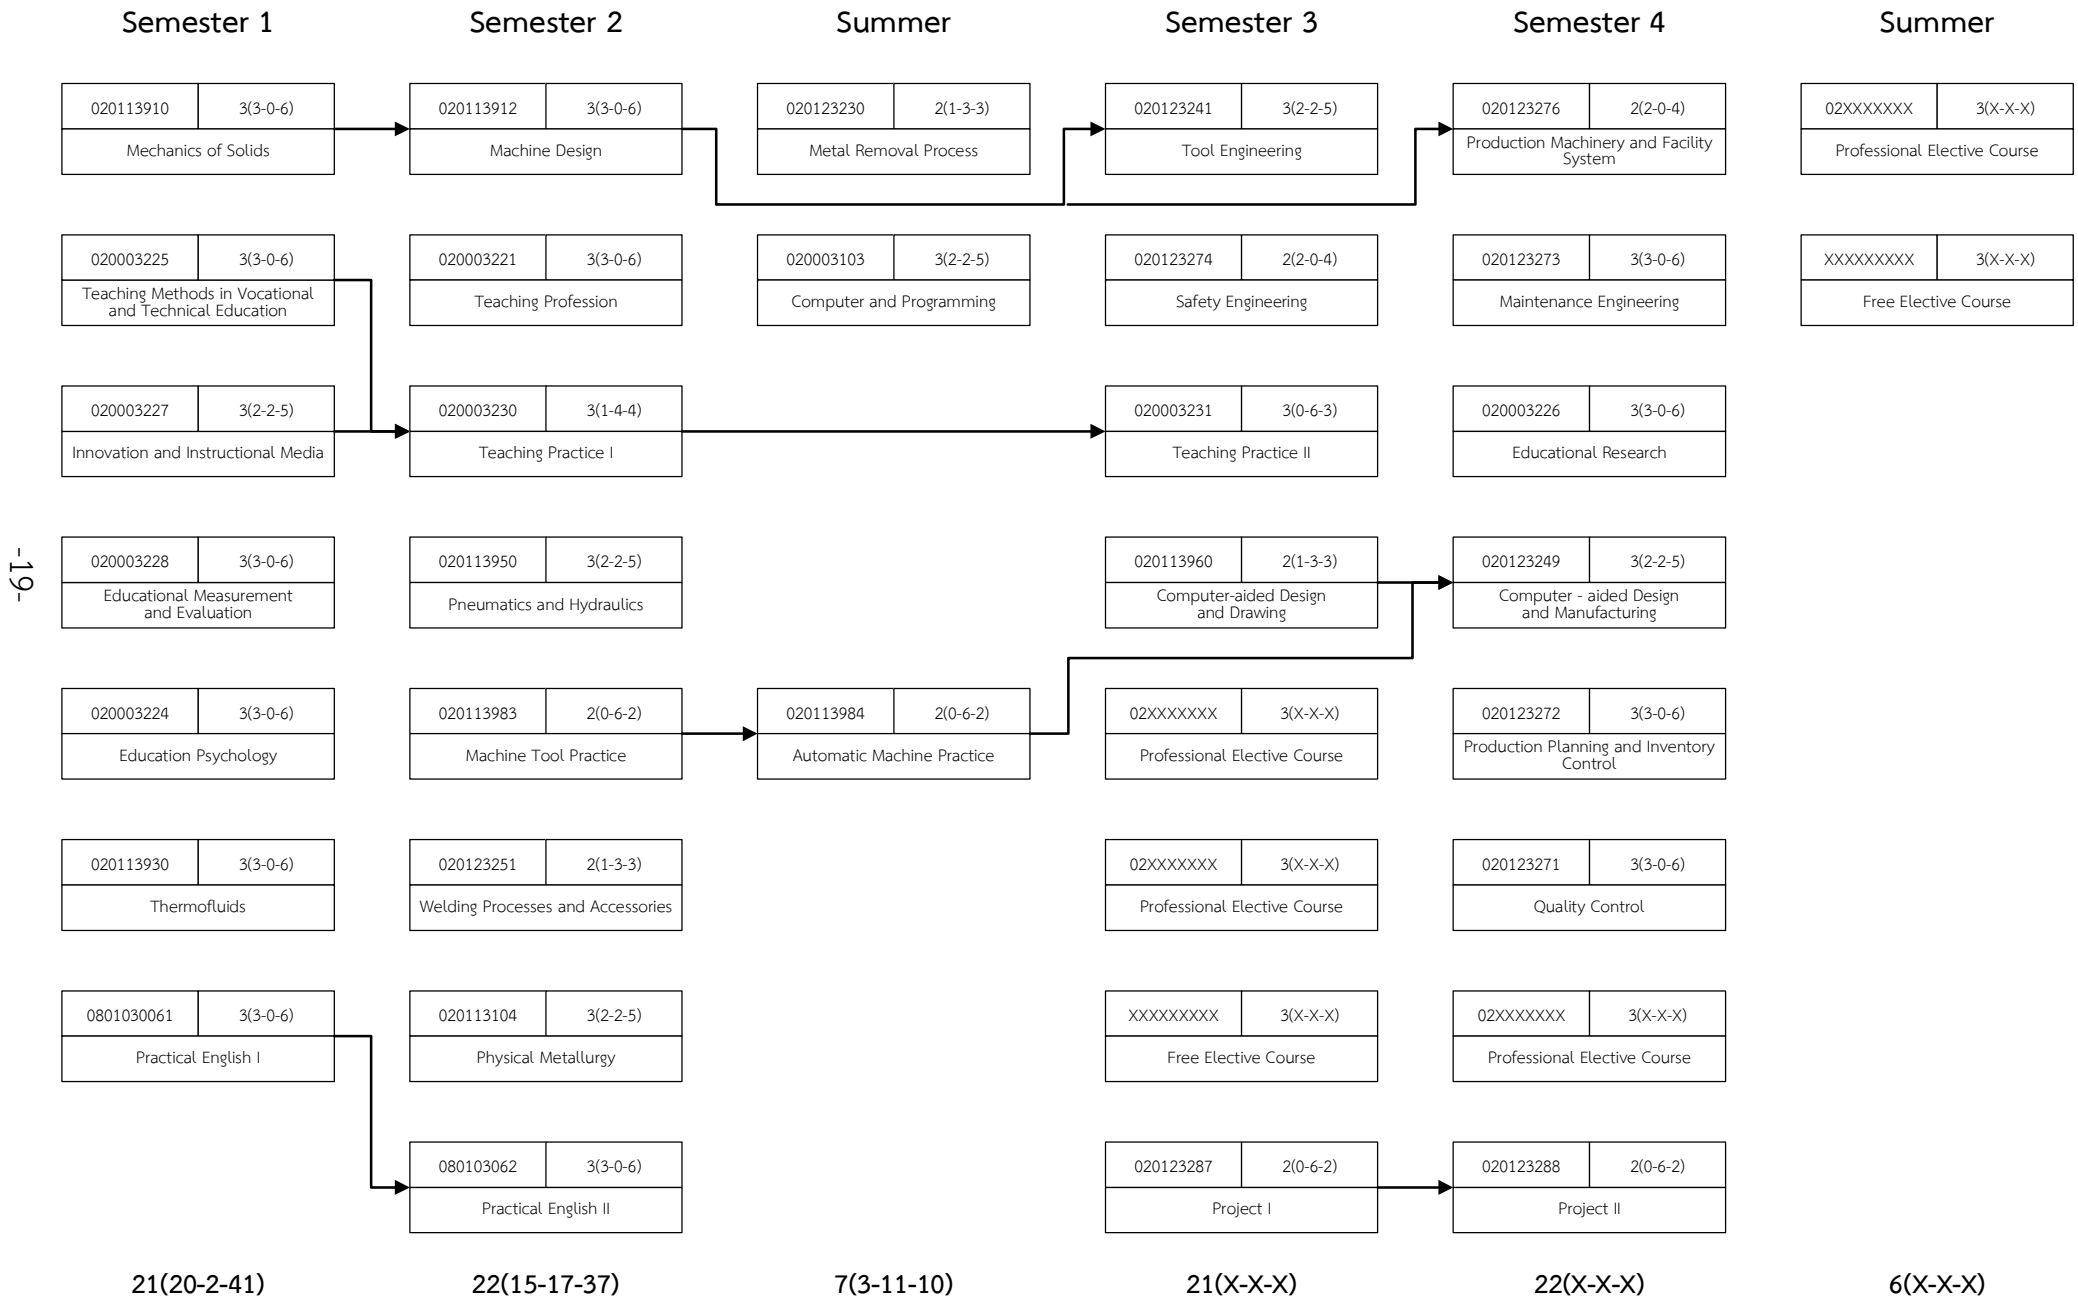 Semester 1 Semester 2 Summer Semester 3 Semester 4 Summer
020113910 3(3-0-6) 020113912 3(3-0-6) 020123230 2(1-3-3) 020123241 3(2-2-5) 020123276 2(2-0-4) 02XXXXXXX 3(X-X-X)
Mechanics of Solids Machine Design Metal Removal Process Tool Engineering Production Machinery and Facility Professional Elective Course
System
020003225 3(3-0-6) 020003221 3(3-0-6) 020003103 3(2-2-5) 020123274 2(2-0-4) 020123273 3(3-0-6) XXXXXXXXX 3(X-X-X)
Teaching Methods in Vocational Teaching Profession Computer and Programming Safety Engineering Maintenance Engineering Free Elective Course
and Technical Education
020003227 3(2-2-5) 020003230 3(1-4-4) 020003231 3(0-6-3) 020003226 3(3-0-6)
Innovation and Instructional Media Teaching Practice I Teaching Practice II Educational Research
-19-
020003228 3(3-0-6) 020113950 3(2-2-5) 020113960 2(1-3-3) 020123249 3(2-2-5)
Educational Measurement Pneumatics and Hydraulics Computer-aided Design Computer - aided Design
and Evaluation and Drawing and Manufacturing
020003224 3(3-0-6) 020113983 2(0-6-2) 020113984 2(0-6-2) 02XXXXXXX 3(X-X-X) 020123272 3(3-0-6)
Education Psychology Machine Tool Practice Automatic Machine Practice Professional Elective Course Production Planning and Inventory
Control
020113930 3(3-0-6) 020123251 2(1-3-3) 02XXXXXXX 3(X-X-X) 020123271 3(3-0-6)
Thermofluids Welding Processes and Accessories Professional Elective Course Quality Control
0801030061 3(3-0-6) 020113104 3(2-2-5) XXXXXXXXX 3(X-X-X) 02XXXXXXX 3(X-X-X)
Practical English I Physical Metallurgy Free Elective Course Professional Elective Course
080103062 3(3-0-6) 020123287 2(0-6-2) 020123288 2(0-6-2)
Practical English II Project I Project II
21(20-2-41) 22(15-17-37) 7(3-11-10) 21(X-X-X) 22(X-X-X) 6(X-X-X)